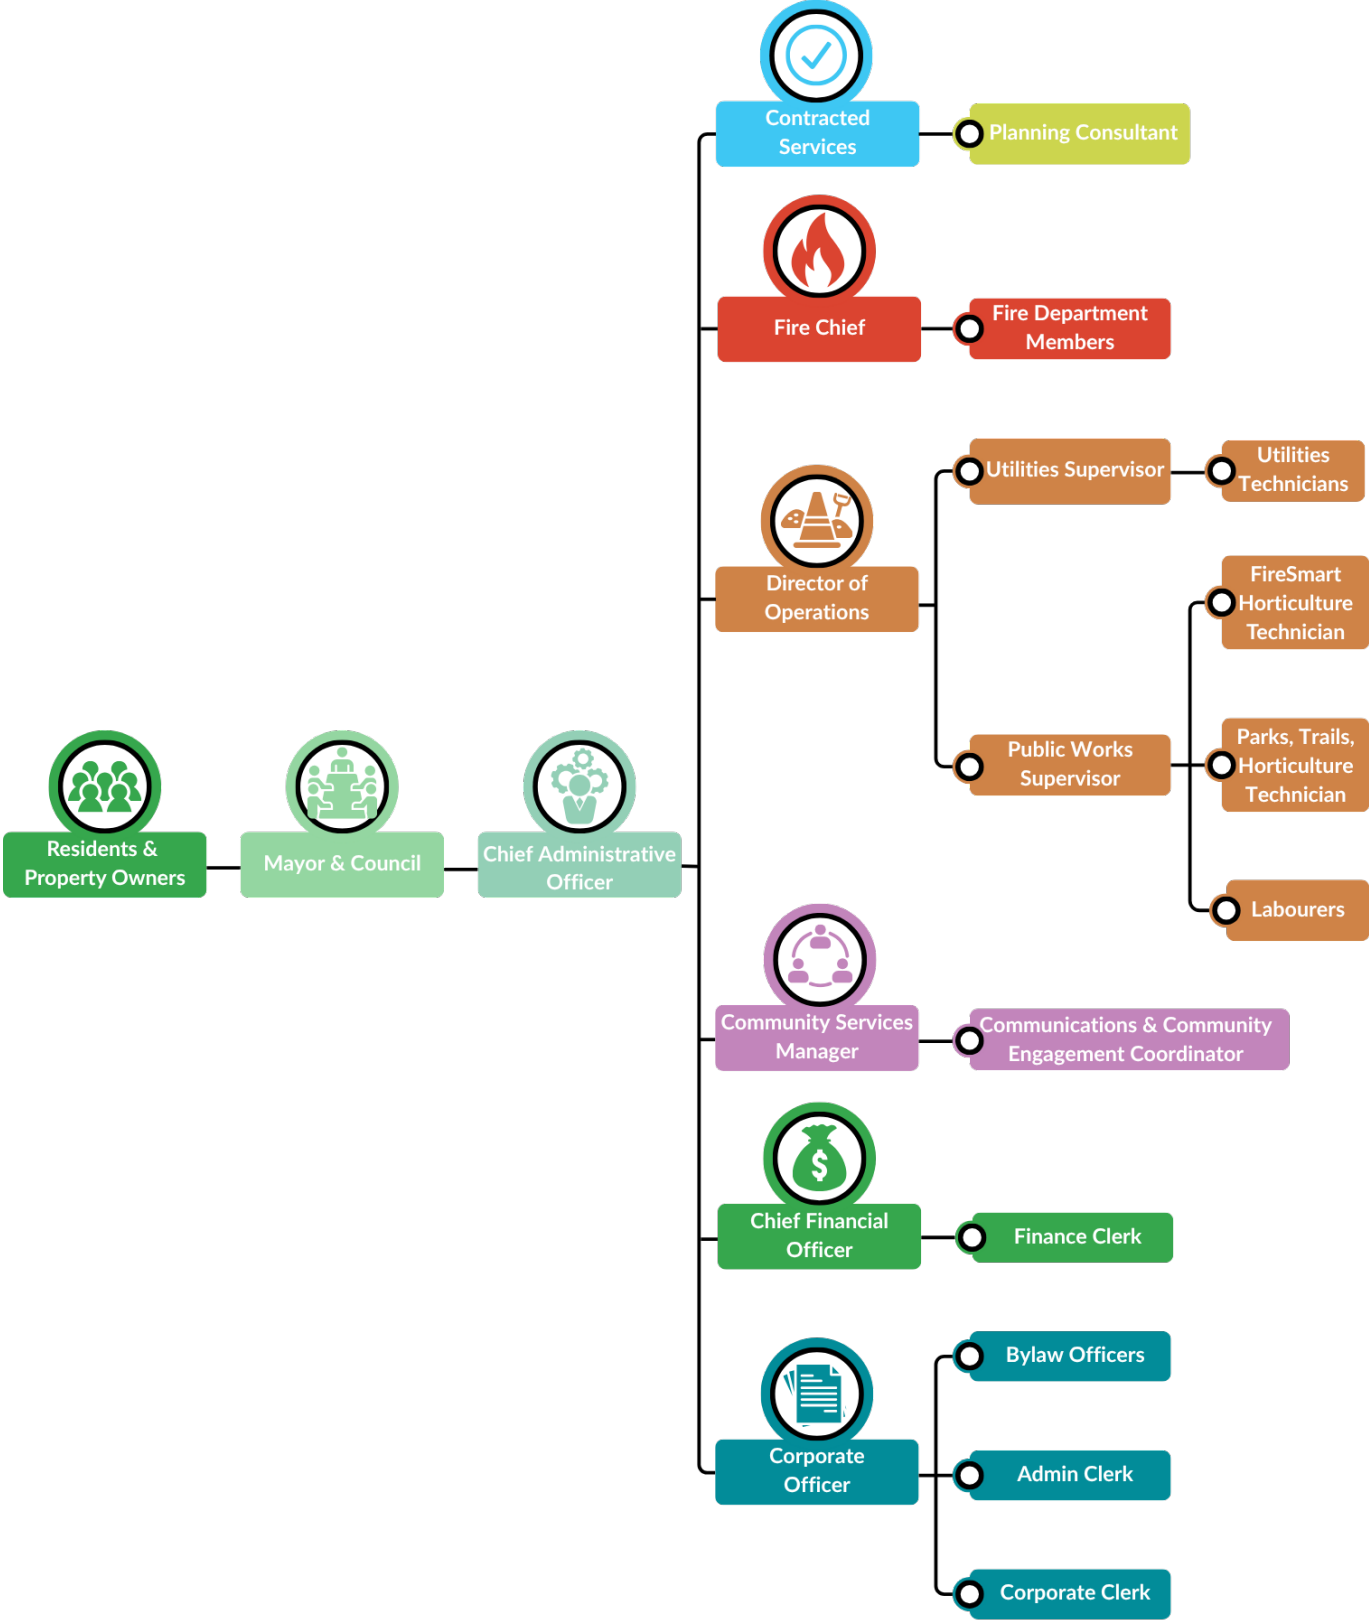 Contracted
Services
Planning Consultant
Fire Chief
Fire Department
Members
Director of
Operations
Utilities Supervisor
Utilities
Technicians
Public Works
Supervisor
FireSmart
Horticulture
Technician
Parks, Trails,
Horticulture
Technician
Labourers
Residents &
Property Owners
Mayor & Council
Chief Administrative
Officer
Community Services
Manager
Communications & Community
Engagement Coordinator
$
Chief Financial
Officer
Finance Clerk
Corporate
Officer
Bylaw Officers
Admin Clerk
Corporate Clerk